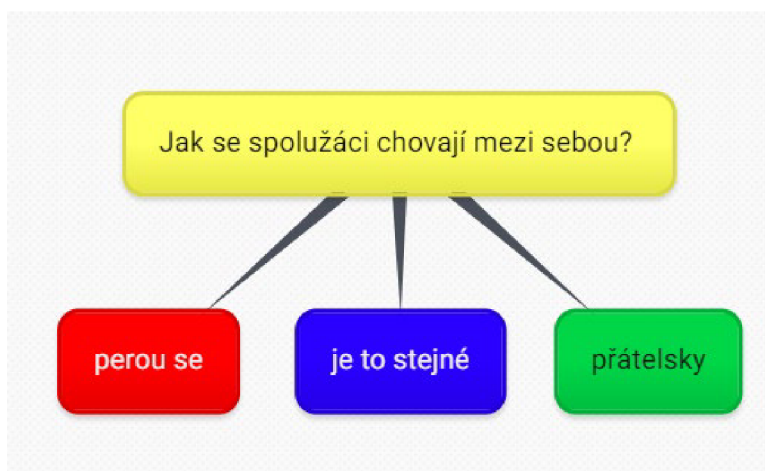 Jak se spolužáci chovají mezi sebou?
perou se
je to stejné
přátelsky